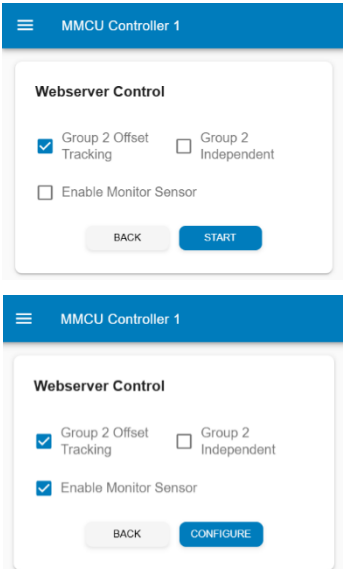 MMCU Controller 1
Webserver Control
Group 2 Offset Group 2
Tracking Independent
Enable Monitor Sensor
BACK START
MMCU Controller 1
Webserver Control
Group 2 Offset Group 2
Tracking Independent
Enable Monitor Sensor
BACK CONFIGURE